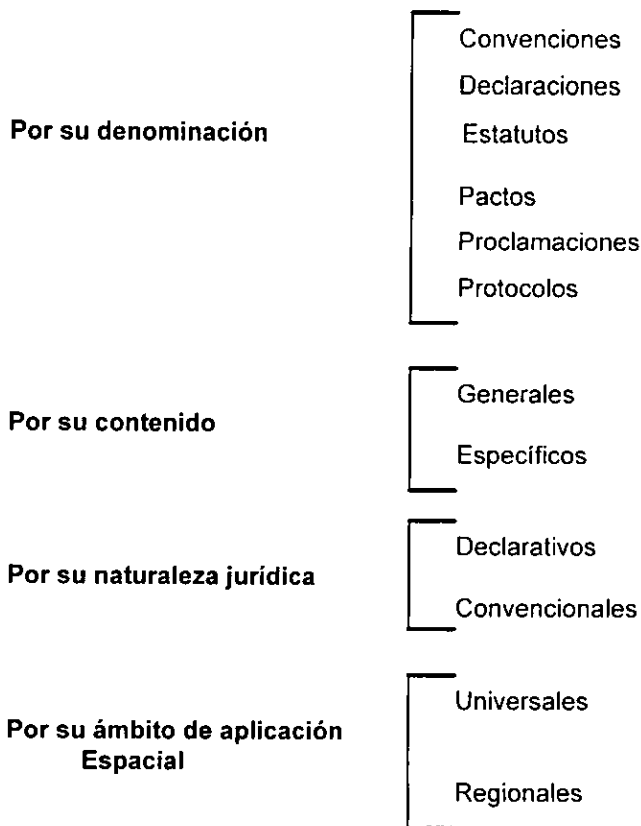 Por su denominación
Convenciones
Declaraciones
Estatutos
Pactos
Proclamaciones
Protocolos
Por su contenido
Generales
Específicos
Por su naturaleza jurídica
Declarativos
Convencionales
Por su ámbito de aplicación
Espacial
Universales
Regionales